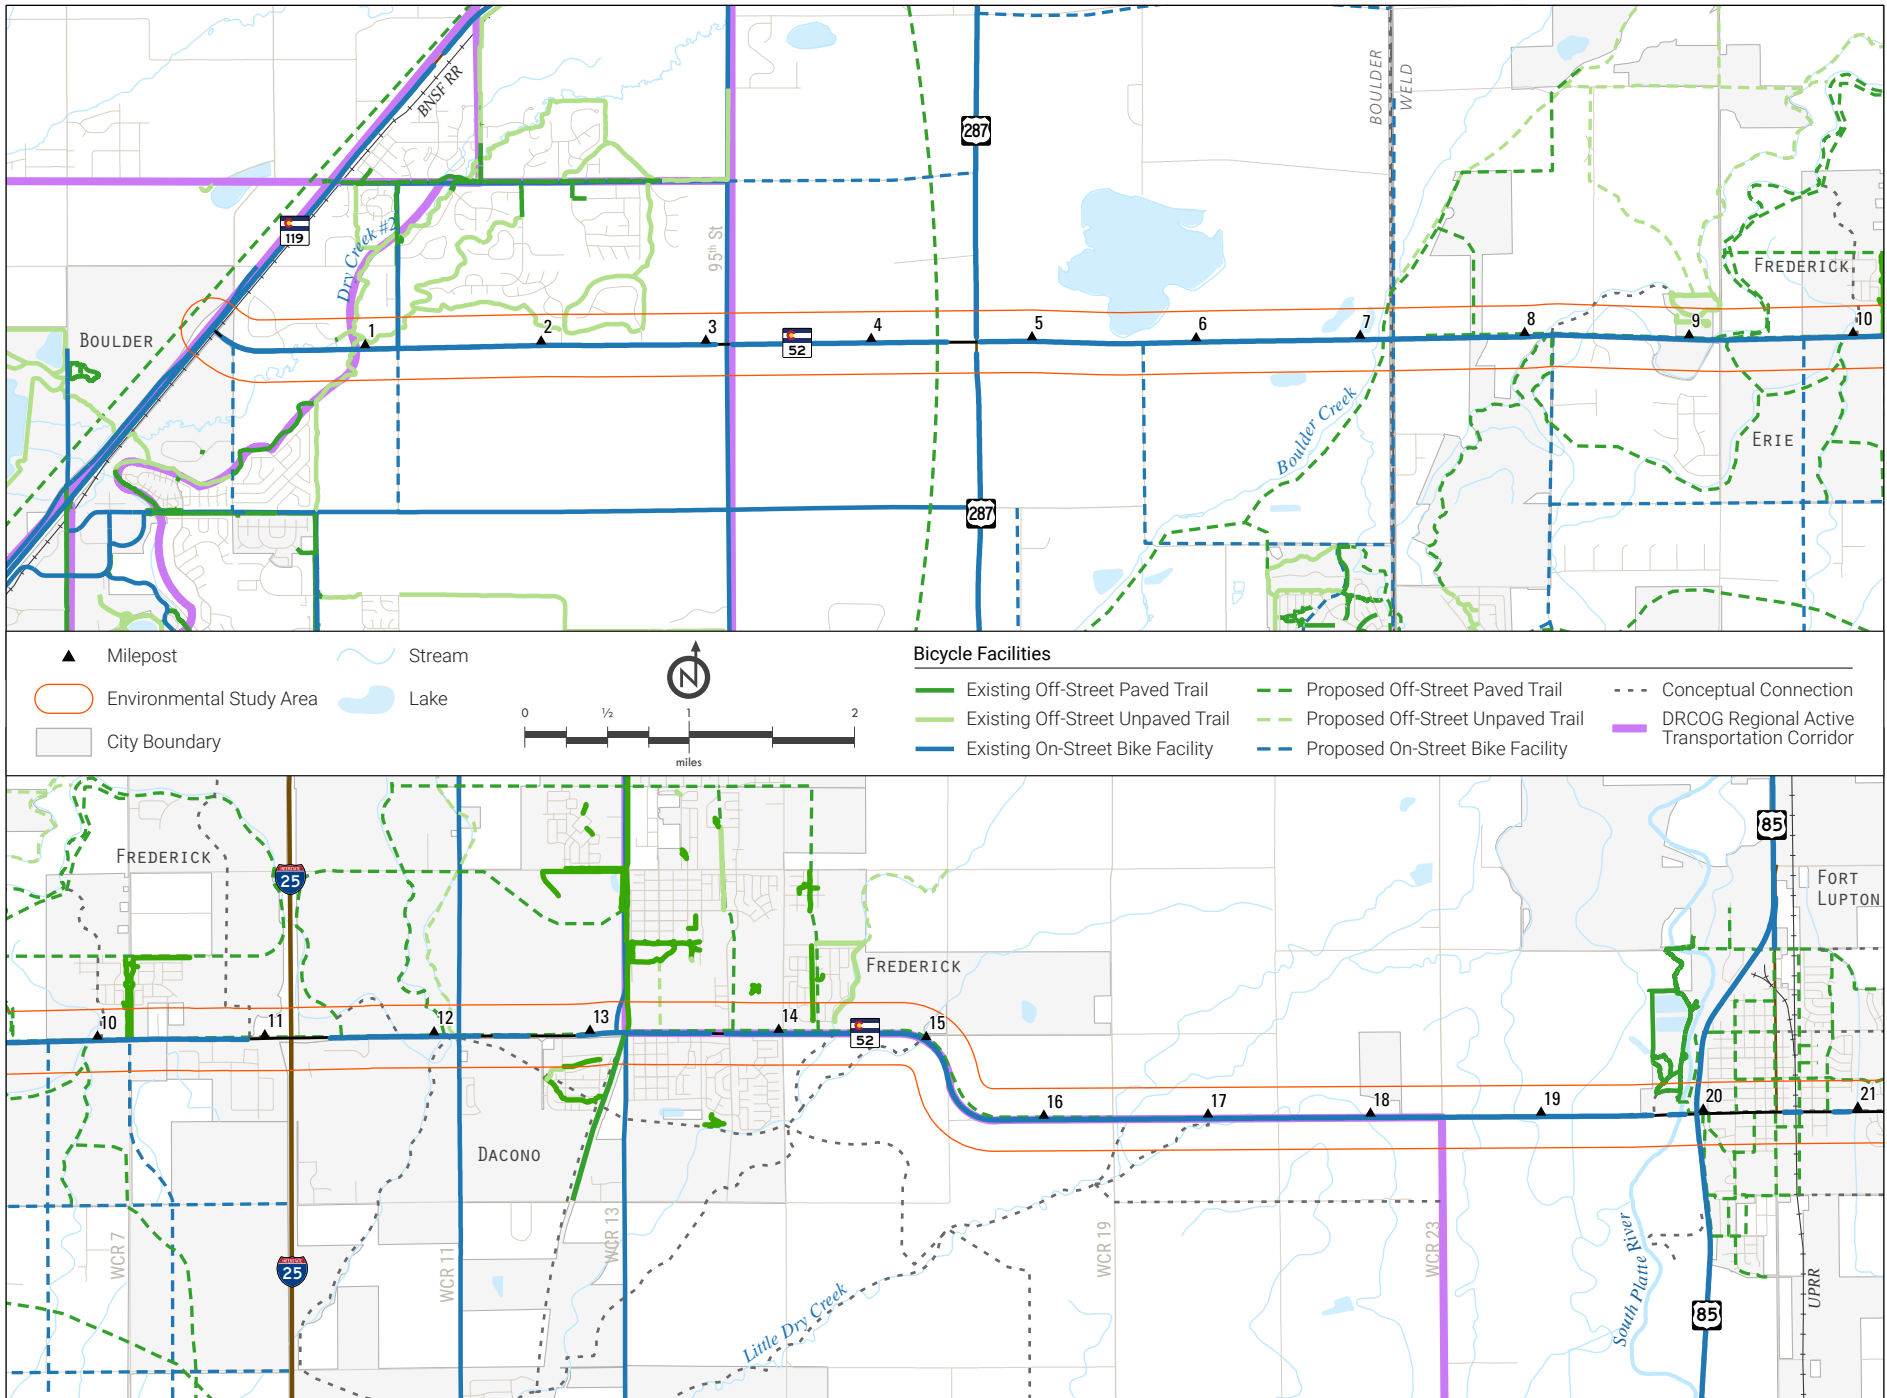 BNSF RR
287
BOULDER
WELD
119
Dry Creek #2
95th St
FREDERICK
BOULDER
1
2
3
52
4
5
6
7
8
9
10
Boulder Creek
ERIE
287
Milepost
Stream
Environmental Study Area
Lake
City Boundary
N
0
½
1
2
miles
Bicycle Facilities
Existing Off-Street Paved Trail
Existing Off-Street Unpaved Trail
Existing On-Street Bike Facility
Proposed Off-Street Paved Trail
Proposed Off-Street Unpaved Trail
Proposed On-Street Bike Facility
Conceptual Connection
DRCOG Regional Active
Transportation Corridor
85
FREDERICK
INTERSTATE
25
FORT
LUPTON
FREDERICK
10
11
12
13
14
52
15
16
17
18
19
20
21
DACONO
WCR 7
WCR 11
WCR 13
WCR 19
WCR 23
INTERSTATE
25
Little Dry Creek
South Platte River
UPRR
85